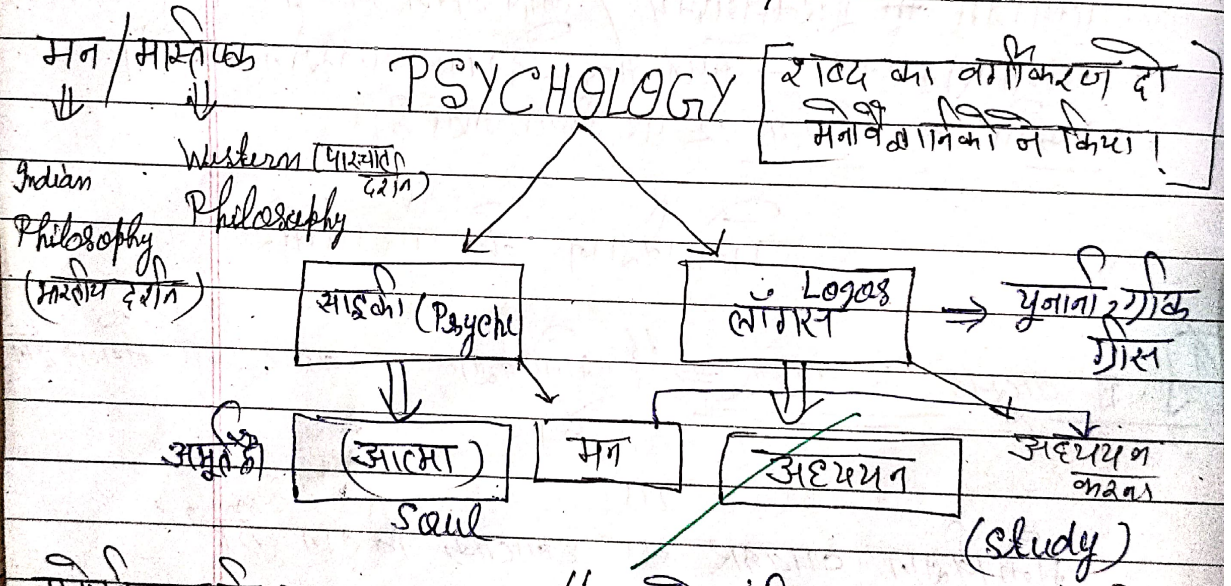 मन / मास्तिष्क
PSYCHOLOGY
[शब्द का वर्गीकरण दो
मनोवैज्ञानिकों ने किया।]
Indian
Philosophy
(भारतीय दर्शन)
Western (पाश्चात्य
दर्शन)
Philosophy
साइकी (Psyche
Logos
लॉगस
⇒ यूनानी, ग्रीक
ग्रीस
अमूर्त है
(आत्मा)
Soul
मन
अध्ययन
अध्ययन
करना
(study)